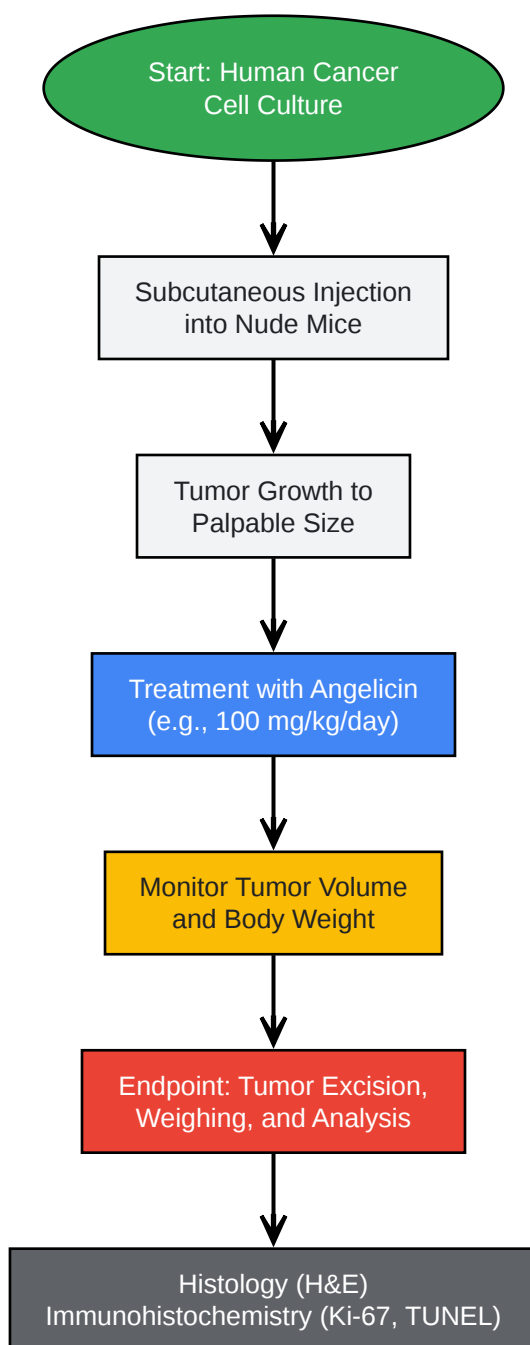 Start: Human Cancer
Cell Culture
Subcutaneous Injection
into Nude Mice
Tumor Growth to
Palpable Size
Treatment with Angelicin
(e.g., 100 mg/kg/day)
Monitor Tumor Volume
and Body Weight
Endpoint: Tumor Excision,
Weighing, and Analysis
Histology (H&E)
Immunohistochemistry (Ki-67, TUNEL)